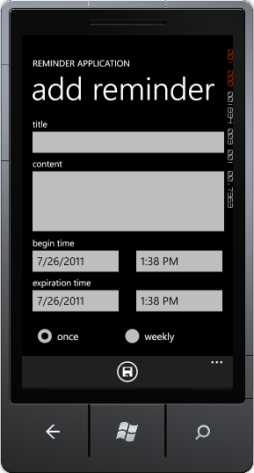 REMINDER APPLICATION
add reminder
title
content
begin time
7/26/2011 1:38 PM
expiration time
7/26/2011 1:38 PM
once weekly
...